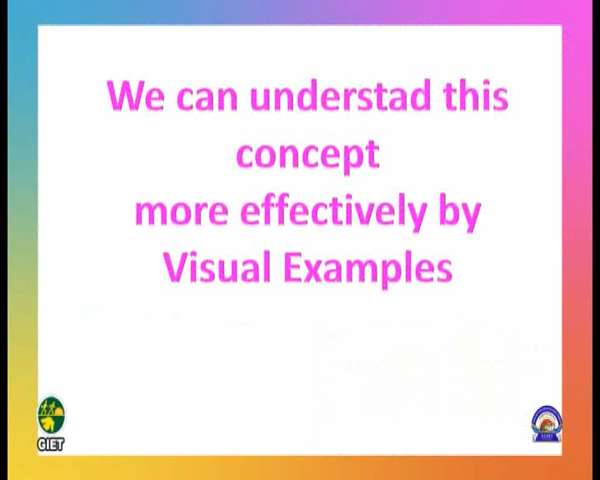 We can understad this
concept
more effectively by
Visual Examples
GIET